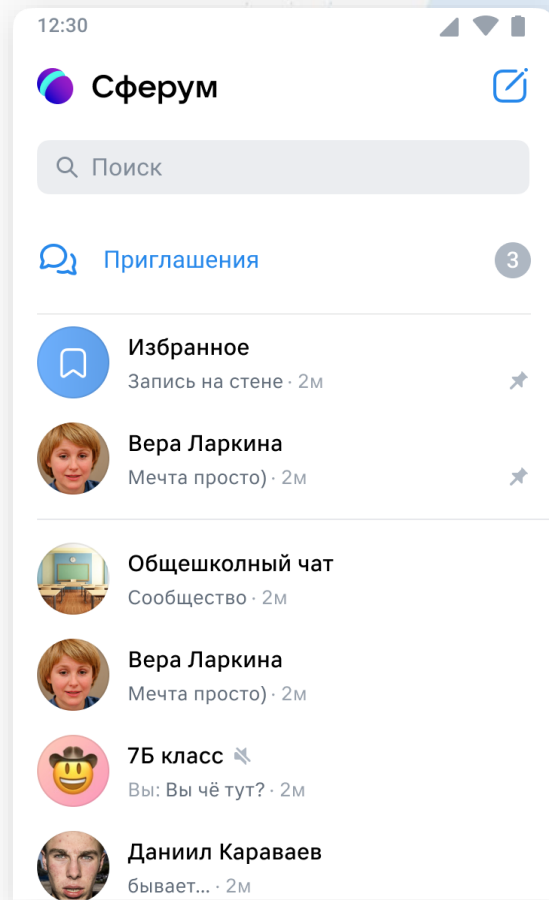 12:30
Сферум
Поиск
Приглашения 3
Избранное
Запись на стене · 2м
Вера Ларкина
Мечта просто) · 2м
Общешкольный чат
Сообщество · 2м
Вера Ларкина
Мечта просто) · 2м
7Б класс
Вы: Вы чё тут? · 2м
Даниил Караваев
бывает... · 2м